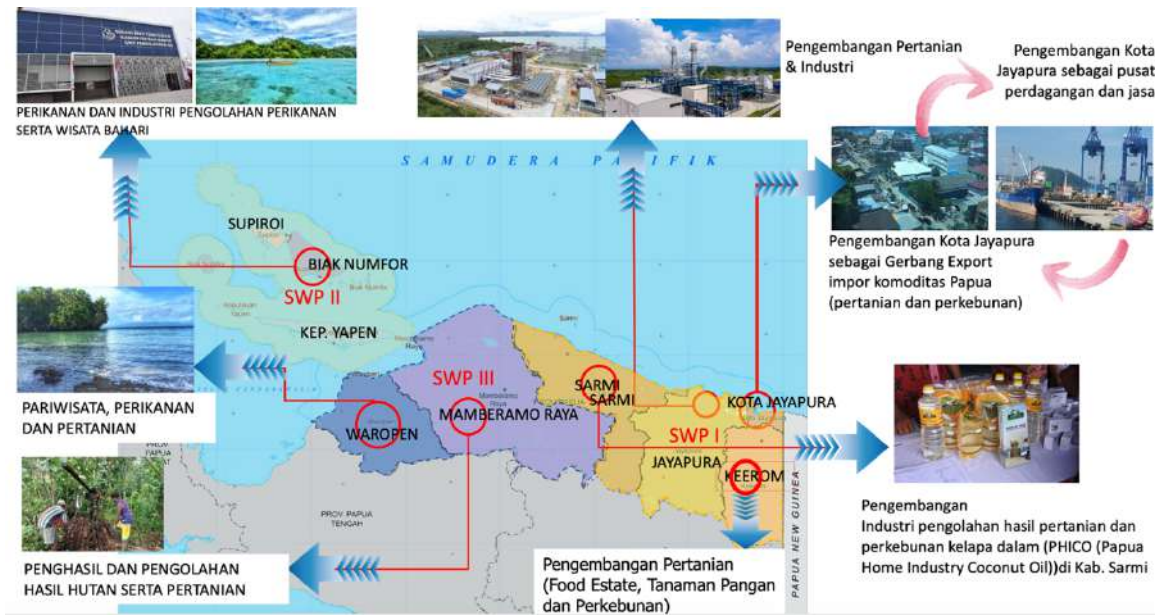 PERIKANAN DAN INDUSTRI PENGOLAHAN PERIKANAN
SERTA WISATA BAHARI
Pengembangan Pertanian
& Industri
Pengembangan Kota
Jayapura sebagai pusat
perdagangan dan jasa
SAMUDERA PASIFIK
Pengembangan Kota Jayapura
sebagai Gerbang Export
impor komoditas Papua
(pertanian dan perkebunan)
SUPIROI
BIAK NUMFOR
SWP II
KEP. YAPEN
PARIWISATA, PERIKANAN
DAN PERTANIAN
SWP III
MAMBERAMO RAYA
WAROPEN
SARMI
SARMI
KOTA JAYAPURA
SWP I
JAYAPURA
KEEROM
PROV. PAPUA
TENGAH
PAPUA NEW GUINEA
PENGHASIL DAN PENGOLAHAN
HASIL HUTAN SERTA PERTANIAN
Pengembangan Pertanian
(Food Estate, Tanaman Pangan
dan Perkebunan)
Pengembangan
Industri pengolahan hasil pertanian dan
perkebunan kelapa dalam (PHICO (Papua
Home Industry Coconut Oil))di Kab. Sarmi